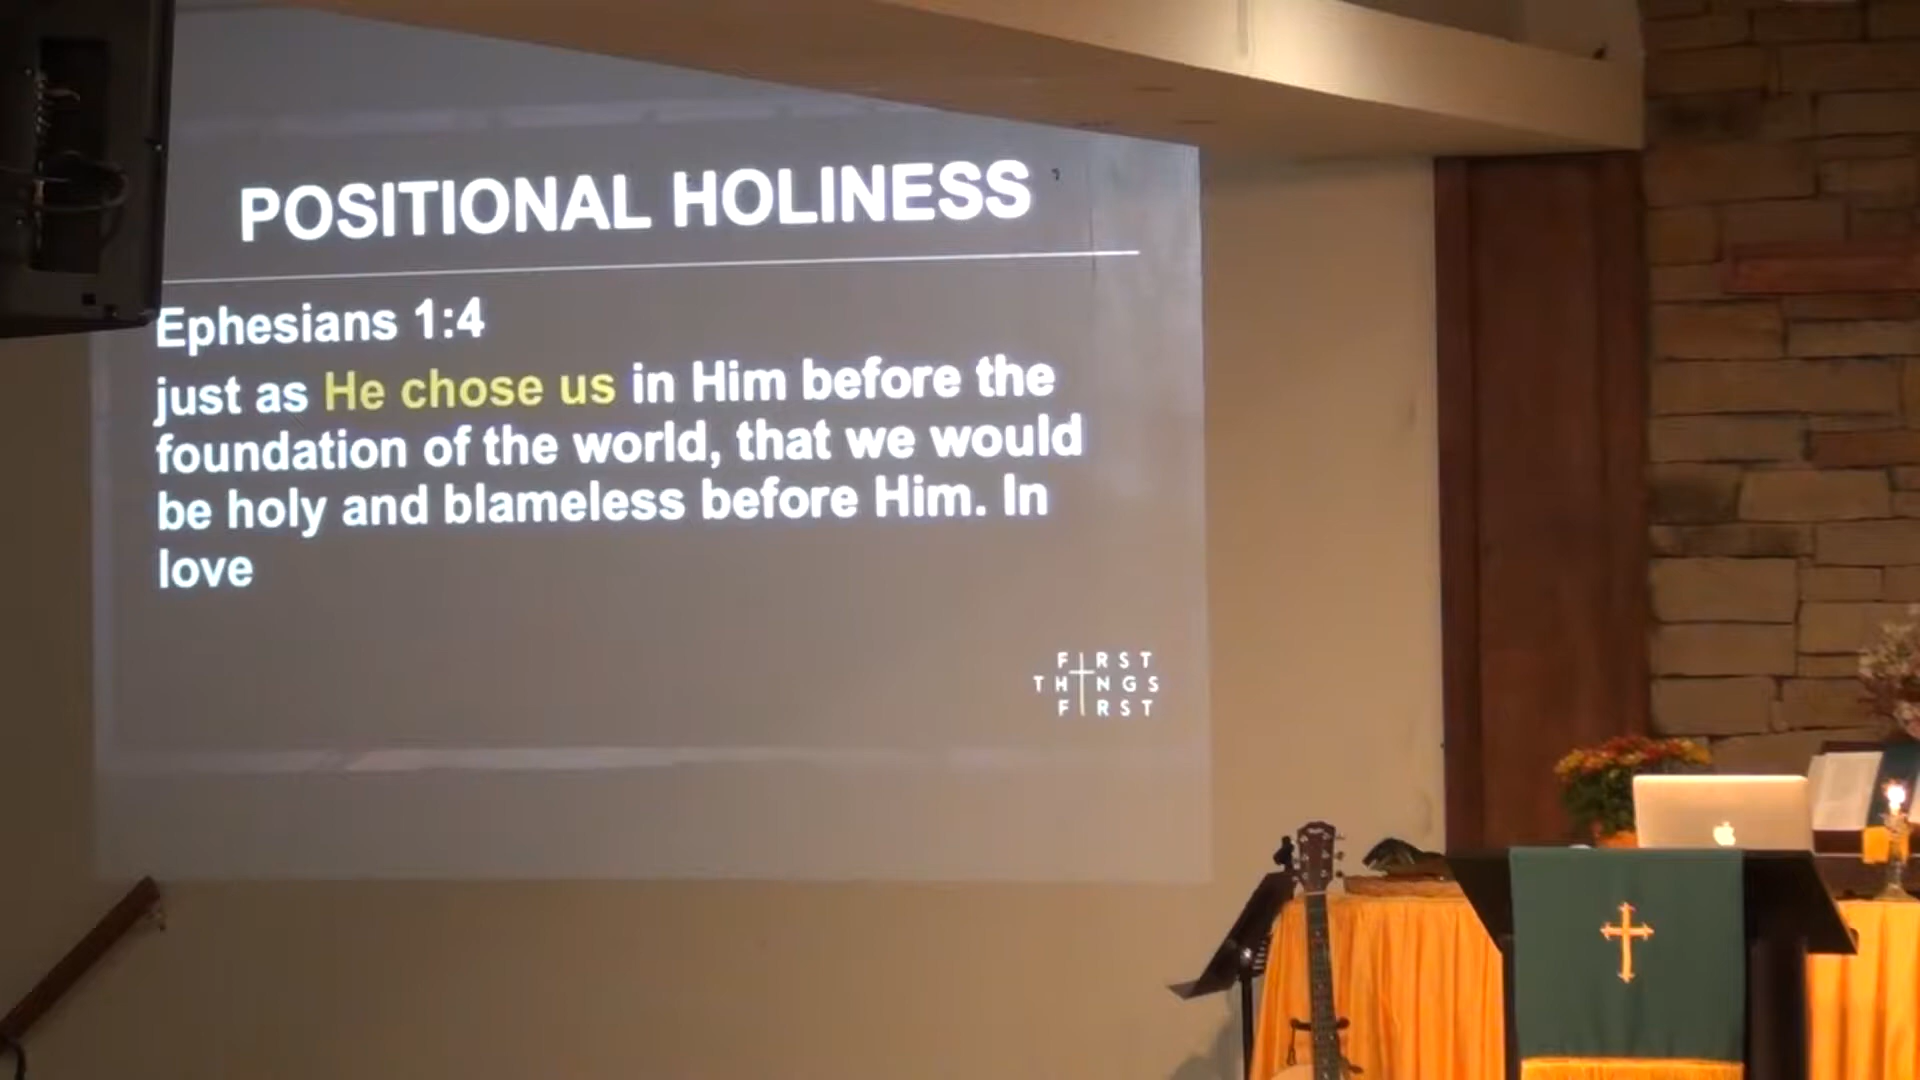 POSITIONAL HOLINESS
Ephesians 1:4
just as He chose us in Him before the
foundation of the world, that we would
be holy and blameless before Him. In
love
FIRST
THINGS
FIRST